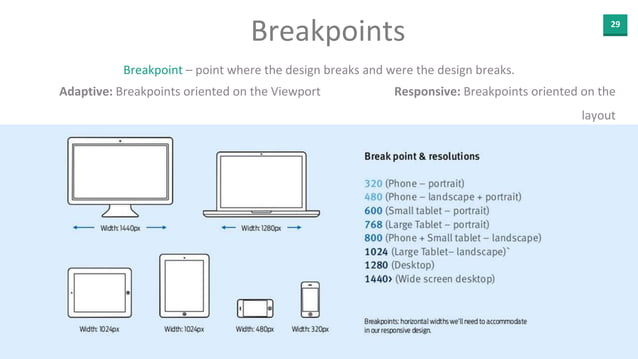 Breakpoints
29
Breakpoint – point where the design breaks and were the design breaks.
Adaptive: Breakpoints oriented on the Viewport
Responsive: Breakpoints oriented on the
layout
Width: 1440px
Width: 1280px
Width: 1024px
Width: 1024px
Width: 480px
Width: 320px
Break point & resolutions
320 (Phone – portrait)
480 (Phone – landscape + portrait)
600 (Small tablet – portrait)
768 (Large Tablet – portrait)
800 (Phone + Small tablet – landscape)
1024 (Large Tablet– landscape)`
1280 (Desktop)
1440› (Wide screen desktop)
Breakpoints: horizontal widths we'll need to accommodate
in our responsive design.